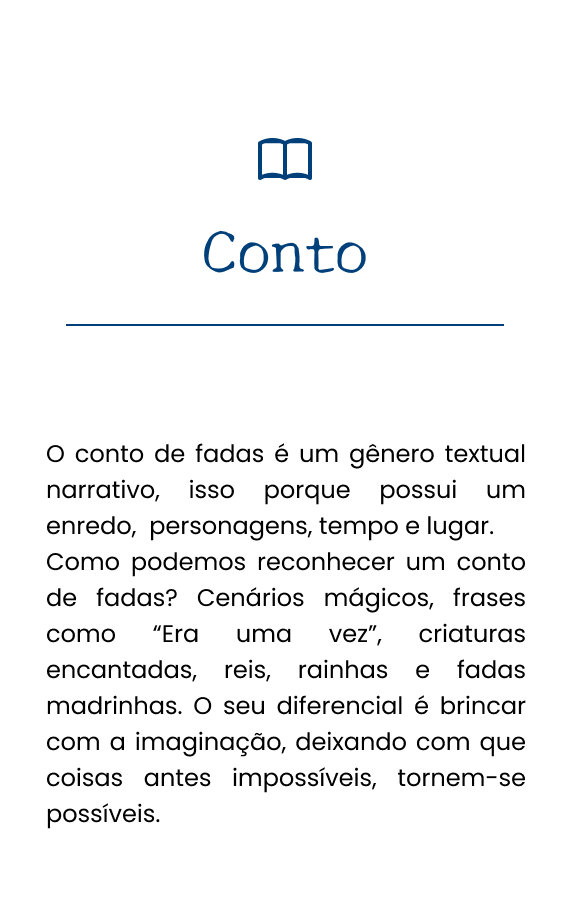 Conto
O conto de fadas é um gênero textual
narrativo, isso porque possui um
enredo, personagens, tempo e lugar.
Como podemos reconhecer um conto
de fadas? Cenários mágicos, frases
como “Era uma vez”, criaturas
encantadas, reis, rainhas e fadas
madrinhas. O seu diferencial é brincar
com a imaginação, deixando com que
coisas antes impossíveis, tornem-se
possíveis.